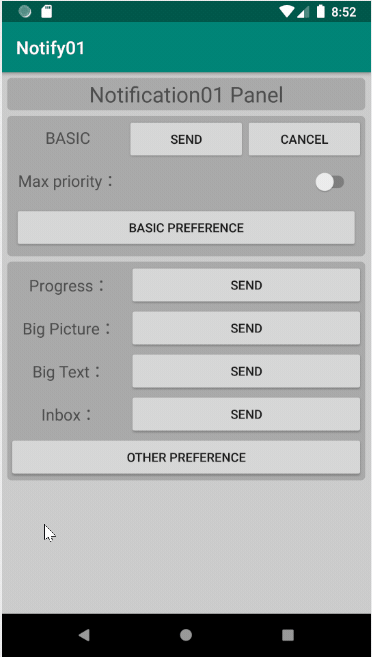 8:52
Notify01
Notification01 Panel
BASIC SEND CANCEL
Max priority：
BASIC PREFERENCE
Progress： SEND
Big Picture： SEND
Big Text： SEND
Inbox： SEND
OTHER PREFERENCE